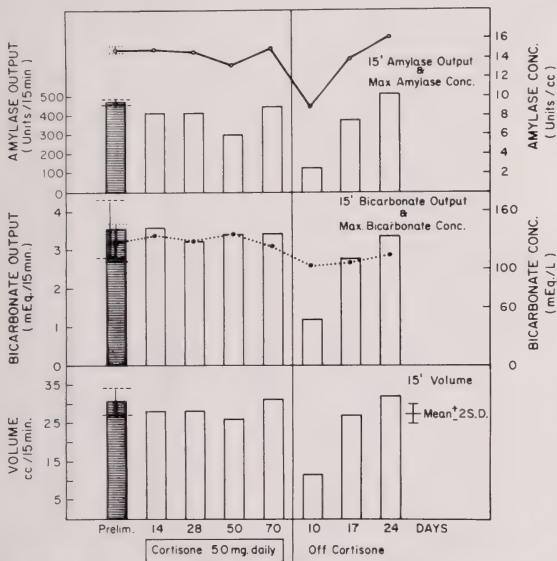 AMYLASE OUTPUT
(Units/15min)
500
400
300
200
100
0
15' Amylase Output
&
Max Amylase Conc.
16
14
12
10
8
6
4
2
AMYLASE CONC.
(Units/cc)
BICARBONATE OUTPUT
(mEq./15min.)
4
3
2
1
0
15' Bicarbonate Output
&
Max. Bicarbonate Conc.
160
120
60
0
BICARBONATE CONC.
(mEq./L)
VOLUME
cc/15min.
35
25
15
5
15' Volume
Mean ± 2 S.D.
Prelim. 14 28 50 70 10 17 24 DAYS
Cortisone 50 mg. daily Off Cortisone